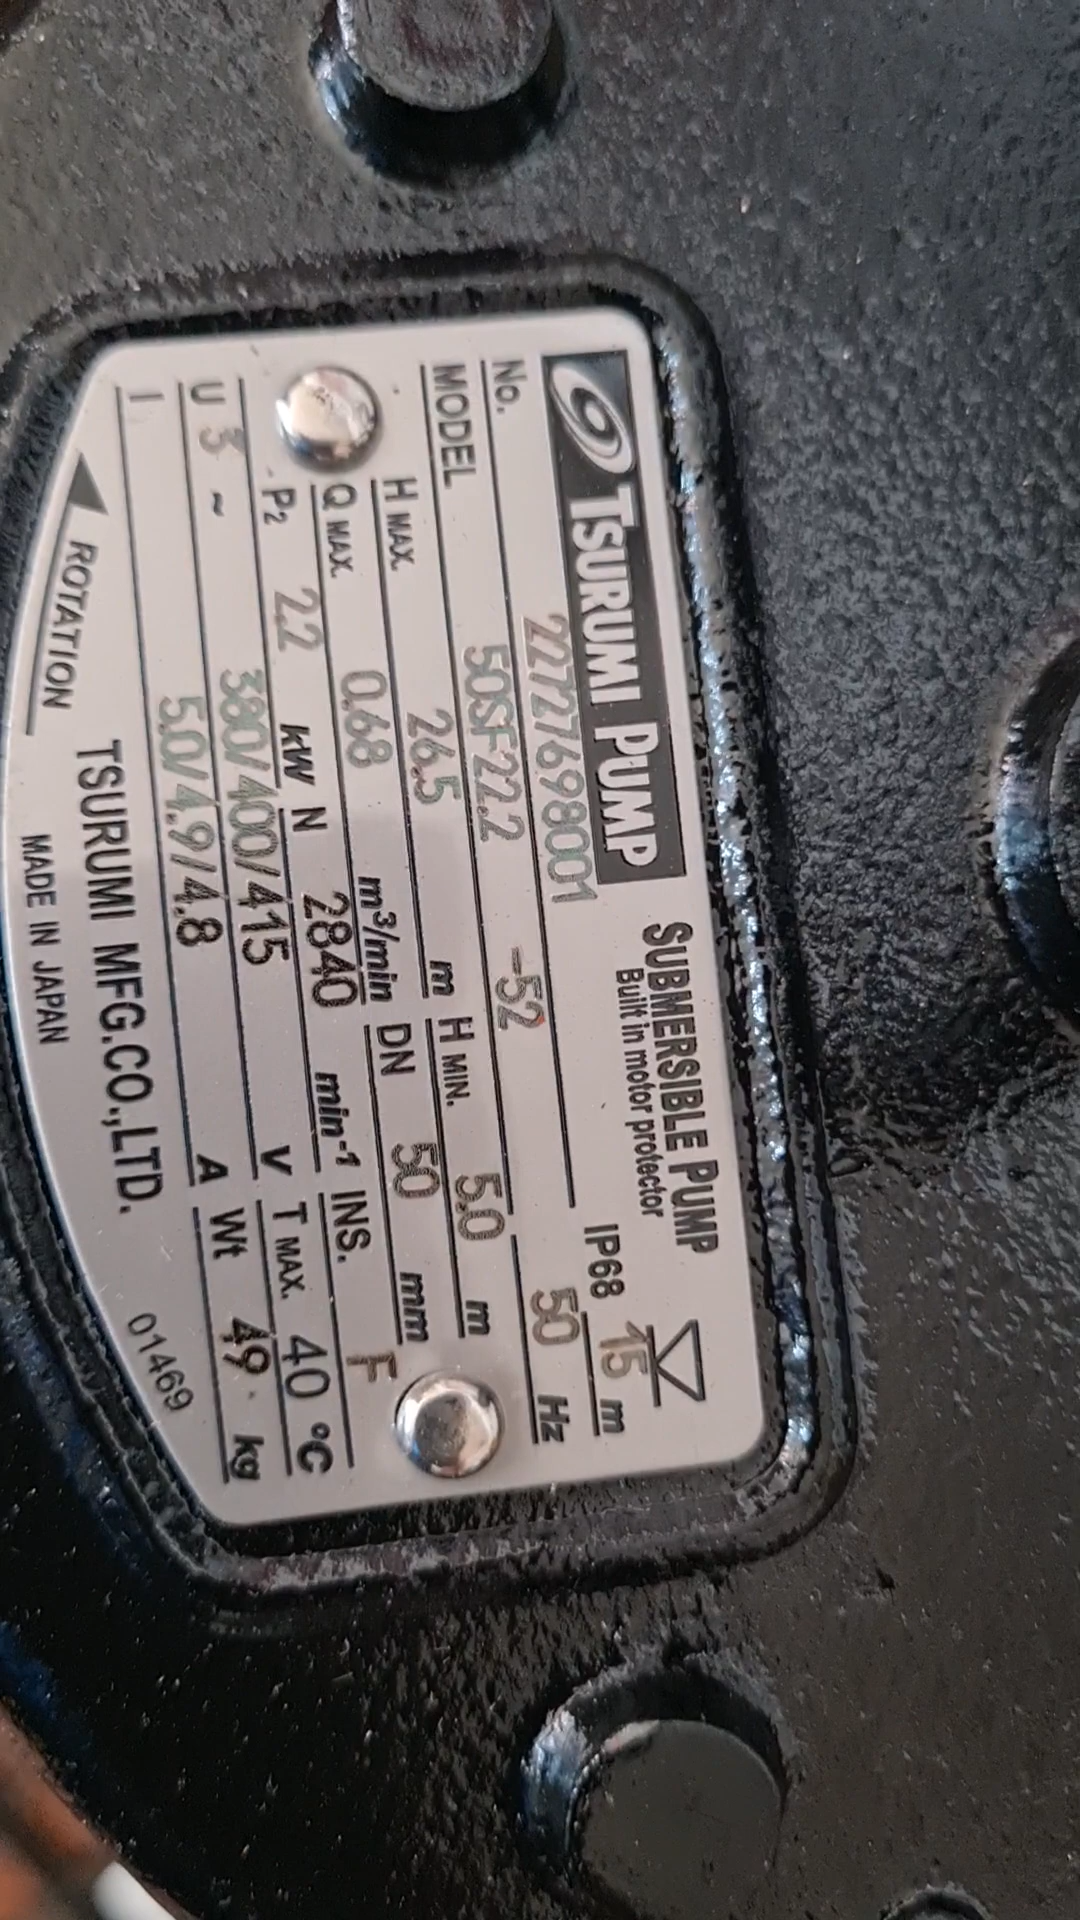 TSURUMI PUMP SUBMERSIBLE PUMP
Built in motor protector
No. 22727698001 IP68 15 m
MODEL 50SF22.2 -52 50 Hz
H MAX. 26.5 m H MIN. 5.0 m
Q MAX. 0.68 m³/min DN 50 mm
P2 2.2 kW N 2840 min⁻¹ INS. F
U 3 ~ 380/400/415 V T MAX. 40 °C
I 5.0/4.9/4.8 A Wt 49 kg
ROTATION TSURUMI MFG.CO.,LTD. 01469
MADE IN JAPAN